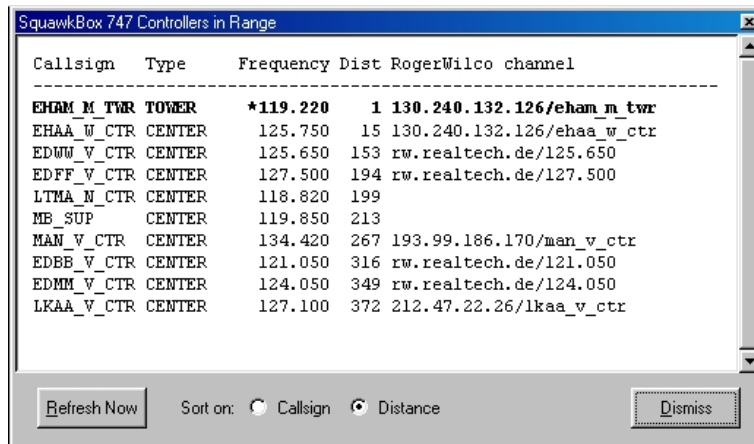 SquawkBox 747 Controllers in Range
Callsign Type Frequency Dist RogerWilco channel
--------------------------------------------------------------------
EHAM_M_TWR TOWER *119.220 1 130.240.132.126/eham_m_twr
EHAA_W_CTR CENTER 125.750 15 130.240.132.126/ehaa_w_ctr
EDWW_V_CTR CENTER 125.650 153 rw.realtech.de/125.650
EDFF_V_CTR CENTER 127.500 194 rw.realtech.de/127.500
LTMA_N_CTR CENTER 118.820 199
MB_SUP CENTER 119.850 213
MAN_V_CTR CENTER 134.420 267 193.99.186.170/man_v_ctr
EDBB_V_CTR CENTER 121.050 316 rw.realtech.de/121.050
EDMM_V_CTR CENTER 124.050 349 rw.realtech.de/124.050
LKAA_V_CTR CENTER 127.100 372 212.47.22.26/lkaa_v_ctr
Refresh Now Sort on: Callsign Distance Dismiss